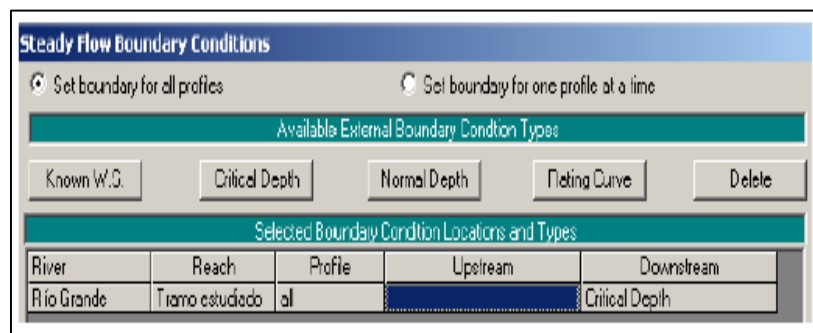 Steady Flow Boundary Conditions
Set boundary for all profiles Set boundary for one profile at a time
Available External Boundary Condtion Types
Known W.S. Critical Depth Normal Depth Rating Curve Delete
Selected Boundary Condition Locations and Types
River Reach Profile Upstream Downstream
Río Grande Tramo estudiado all Critical Depth